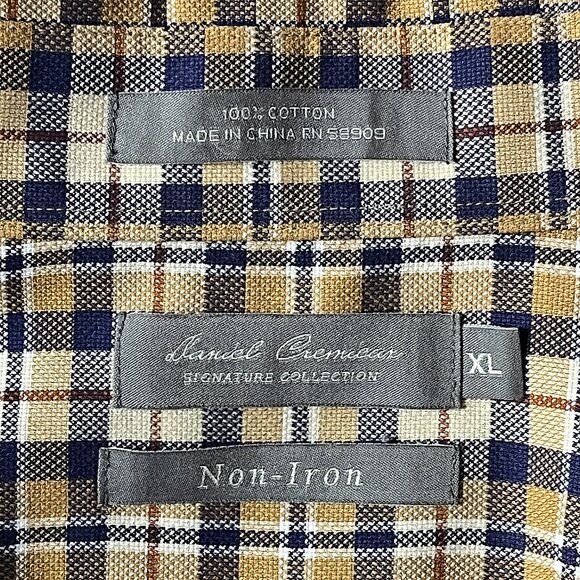 100% COTTON
MADE IN CHINA RN 58909
Daniel Cremieux
SIGNATURE COLLECTION
XL
Non-Iron